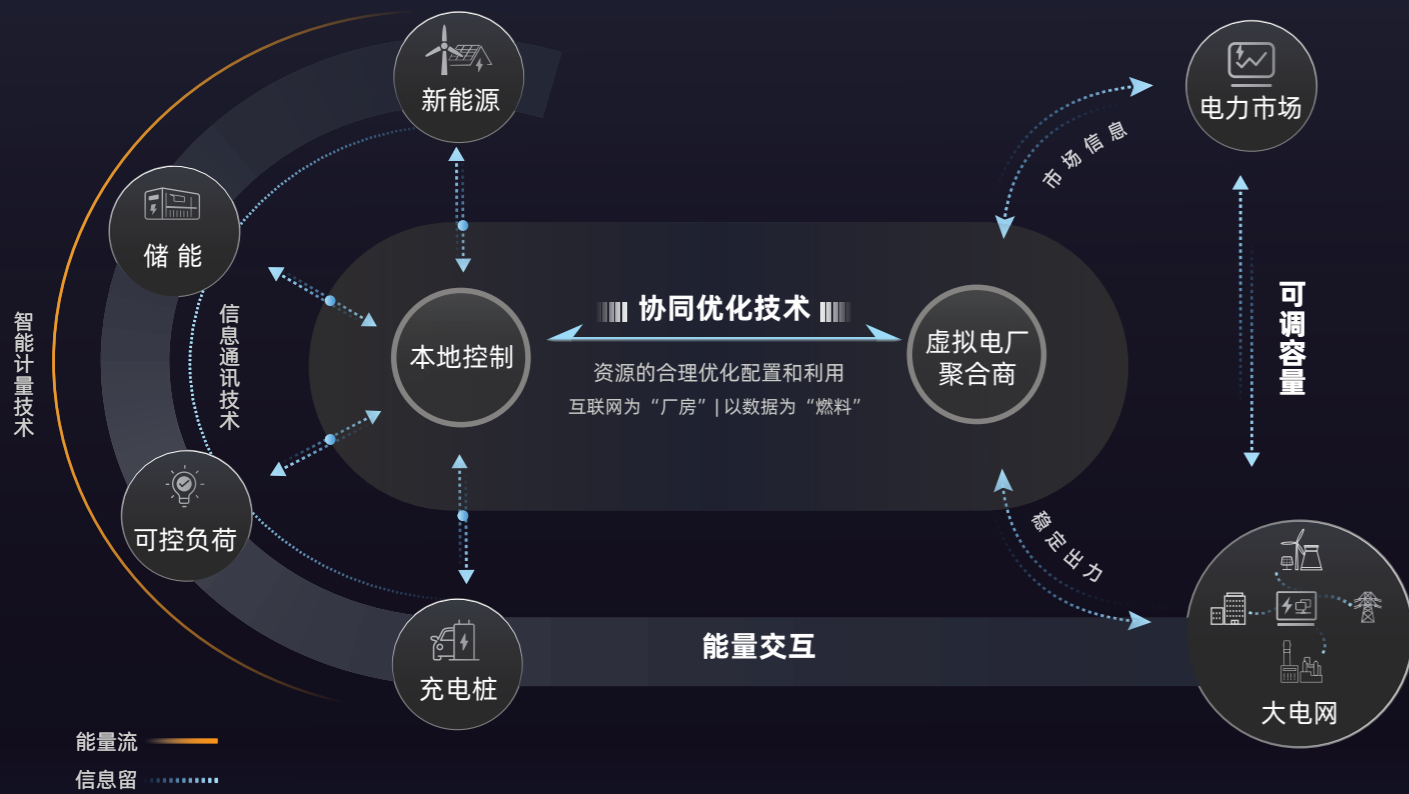 新能源
电力市场
市场信息
储 能
智能计量技术
信息通讯技术
可调容量
协同优化技术
本地控制
虚拟电厂
聚合商
资源的合理优化配置和利用
互联网为“厂房”|以数据为“燃料”
可控负荷
稳定出力
能量交互
充电桩
大电网
能量流
信息留